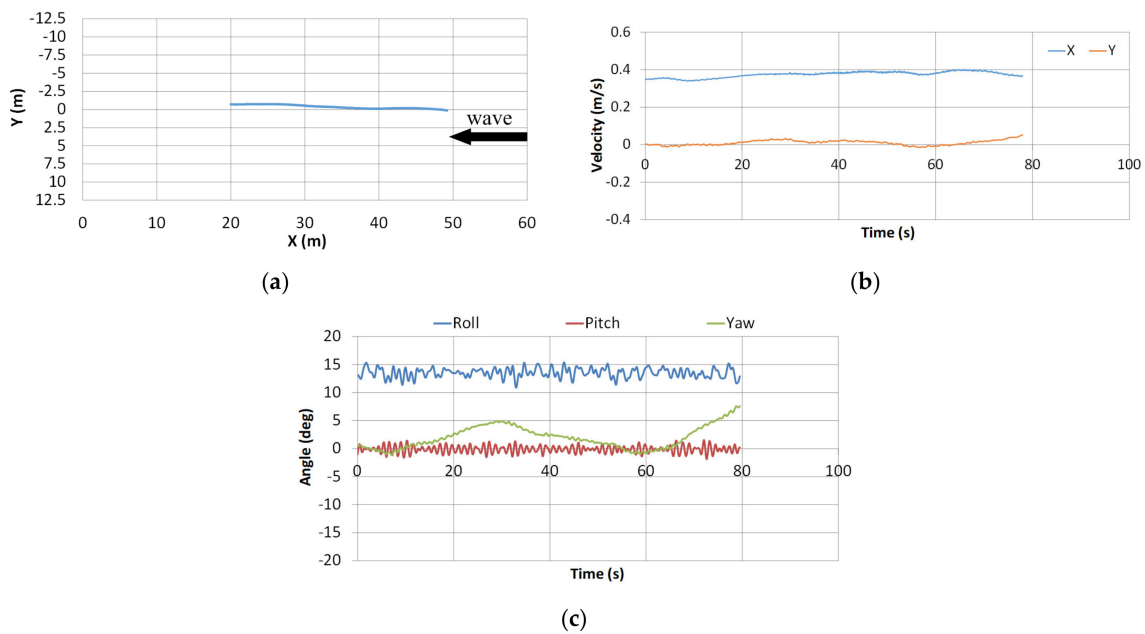 -12.5
-10
-7.5
-5
-2.5
0
2.5
5
7.5
10
12.5
Y (m)
wave
0 10 20 30 40 50 60
X (m)
(a)
0.6
0.4
0.2
0
-0.2
-0.4
Velocity (m/s)
X Y
0 20 40 60 80 100
Time (s)
(b)
Roll Pitch Yaw
20
15
10
5
0
-5
-10
-15
-20
Angle (deg)
0 20 40 60 80 100
Time (s)
(c)